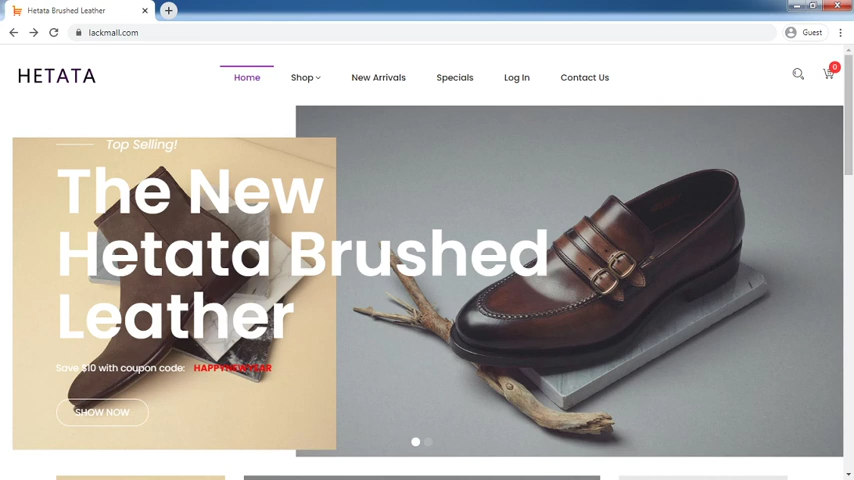 Hetata Brushed Leather
lackmall.com
Guest
HETATA
Home
Shop
New Arrivals
Specials
Log In
Contact Us
0
Top Selling!
The New
Hetata Brushed
Leather
Save $10 with coupon code: HAPPYNEWYEAR
SHOW NOW